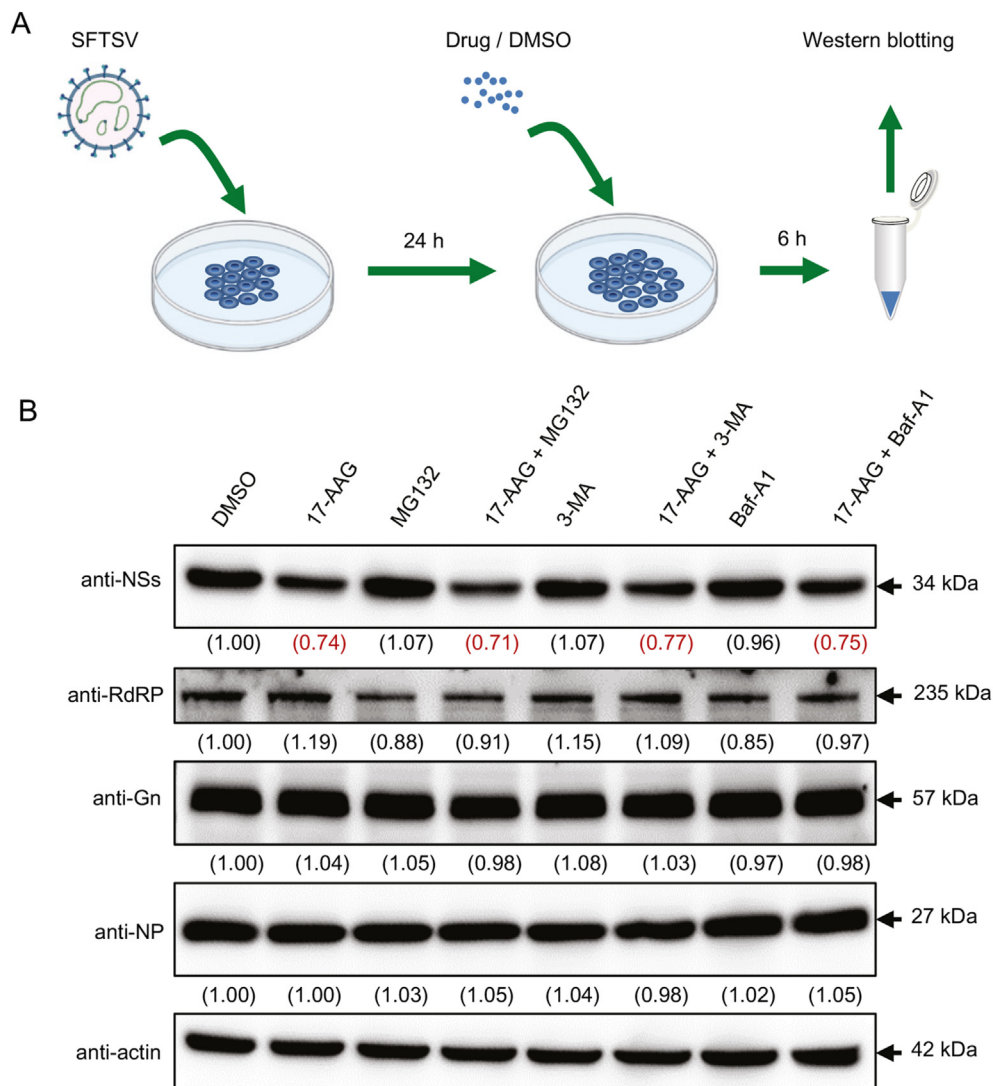 A
SFTSV
Drug / DMSO
Western blotting
24 h
6 h
B
DMSO
17-AAG
MG132
17-AAG + MG132
3-MA
17-AAG + 3-MA
Baf-A1
17-AAG + Baf-A1
anti-NSs
34 kDa
(1.00) (0.74) (1.07) (0.71) (1.07) (0.77) (0.96) (0.75)
anti-RdRP
235 kDa
(1.00) (1.19) (0.88) (0.91) (1.15) (1.09) (0.85) (0.97)
anti-Gn
57 kDa
(1.00) (1.04) (1.05) (0.98) (1.08) (1.03) (0.97) (0.98)
anti-NP
27 kDa
(1.00) (1.00) (1.03) (1.05) (1.04) (0.98) (1.02) (1.05)
anti-actin
42 kDa